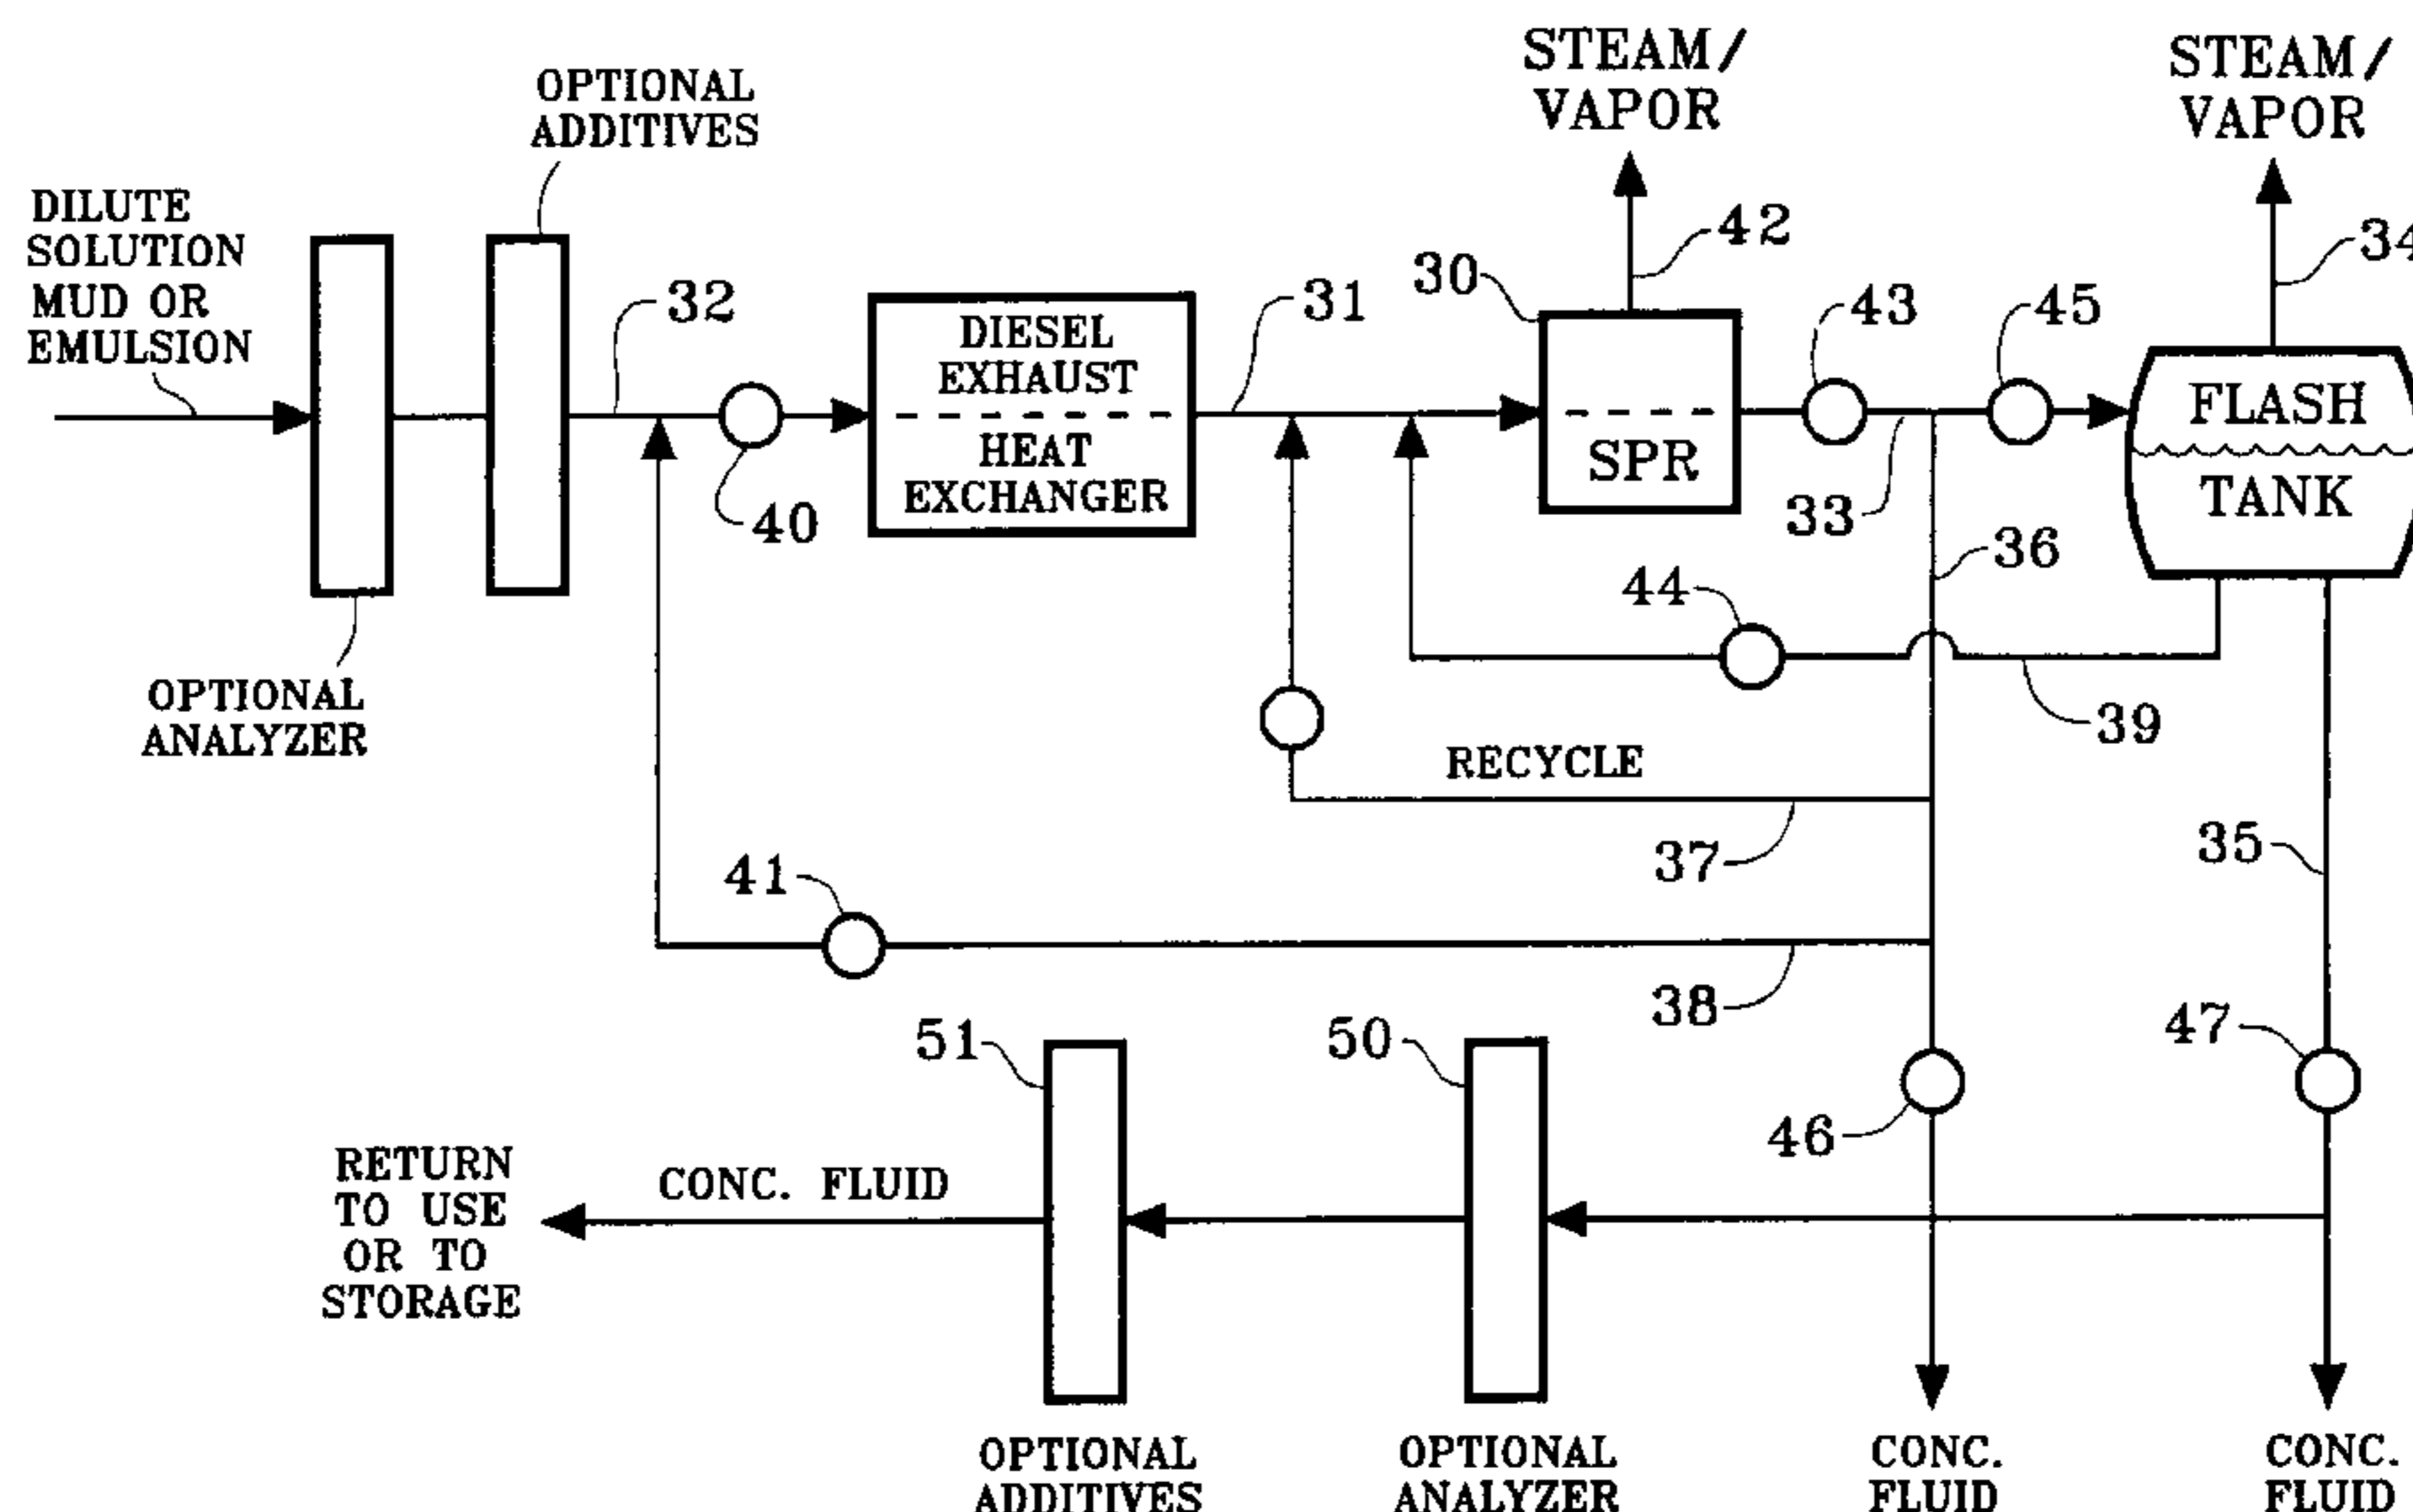 STEAM/
VAPOR
STEAM/
VAPOR
OPTIONAL
ADDITIVES
DILUTE
SOLUTION
MUD OR
EMULSION
32
31
30
42
43
45
34
DIESEL
EXHAUST
HEAT
EXCHANGER
SPR
FLASH
TANK
40
33
36
44
39
OPTIONAL
ANALYZER
RECYCLE
37
35
41
38
51
50
46
47
RETURN
TO USE
OR TO
STORAGE
CONC. FLUID
OPTIONAL
ADDITIVES
OPTIONAL
ANALYZER
CONC.
FLUID
CONC.
FLUID